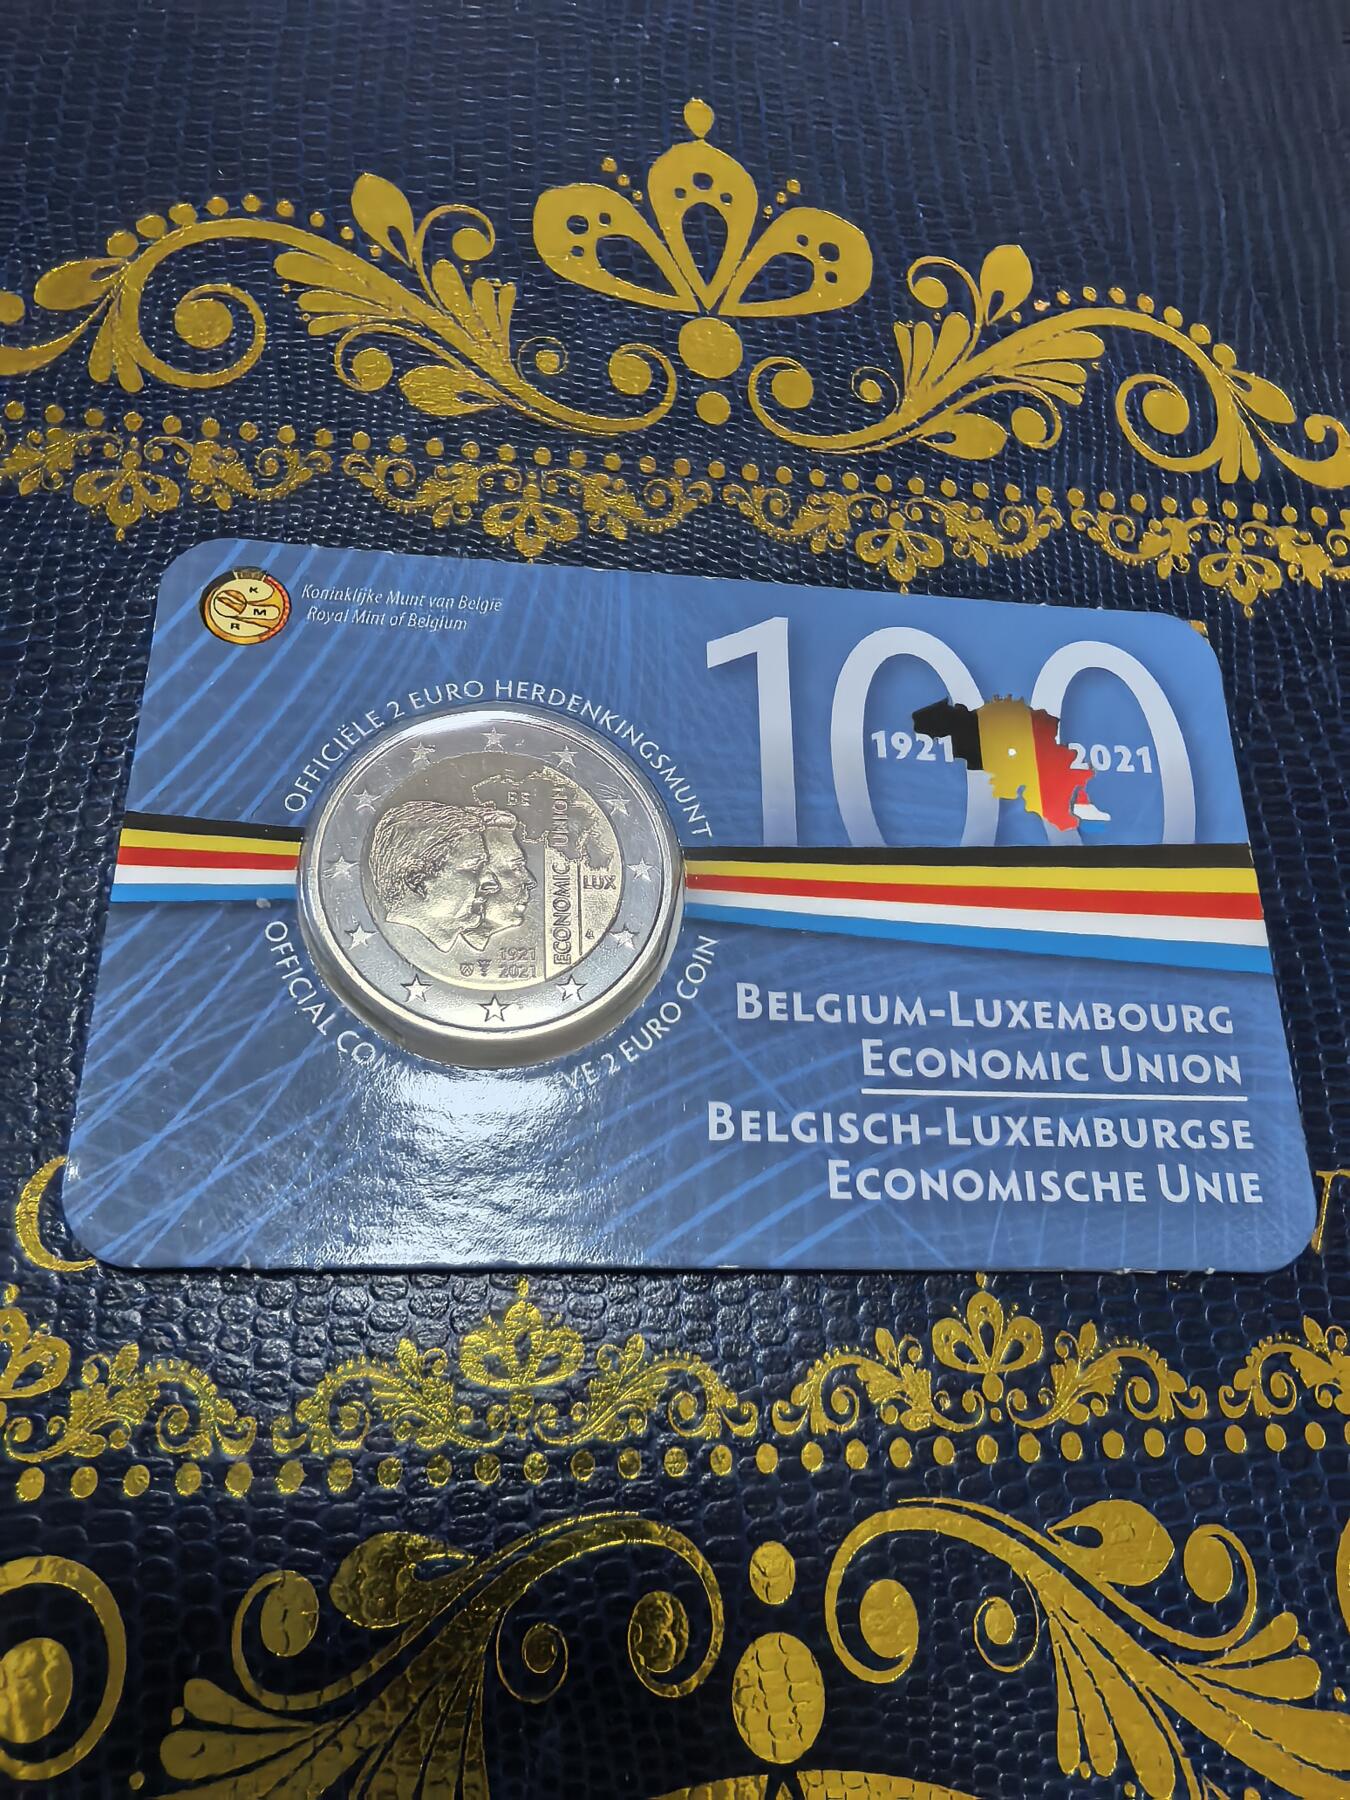 K
M
R
Koninklijke Munt van België
Royal Mint of Belgium
OFFICIËLE 2 EURO HERDENKINGSMUNT
100
1921
2021
BE
ECONOMIC UNION
LUX
1921
2021
OFFICIAL COM VE 2 EURO COIN
BELGIUM-LUXEMBOURG
ECONOMIC UNION
BELGISCH-LUXEMBURGSE
ECONOMISCHE UNIE